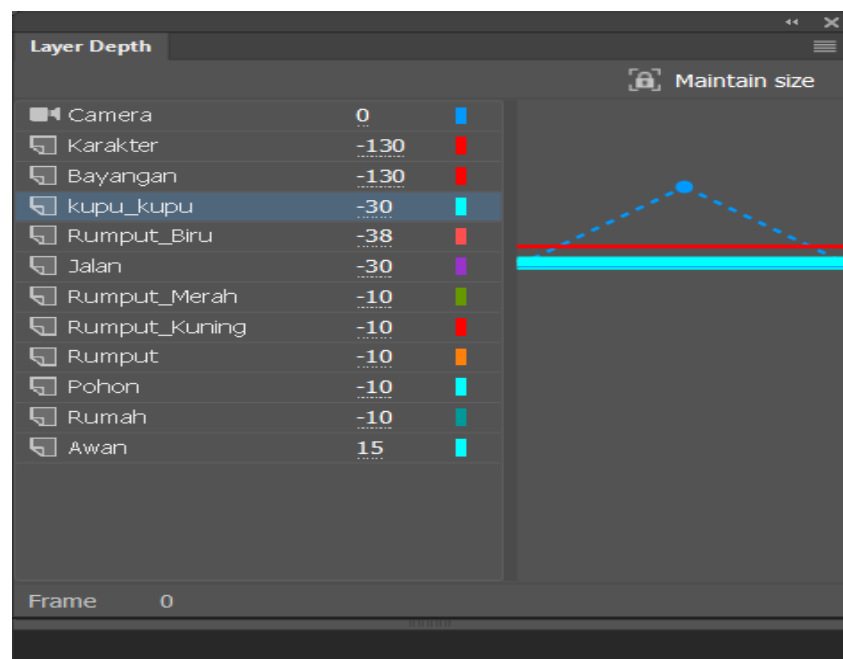 Layer Depth
Maintain size
Camera 0
Karakter -130
Bayangan -130
kupu_kupu -30
Rumput_Biru -38
Jalan -30
Rumput_Merah -10
Rumput_Kuning -10
Rumput -10
Pohon -10
Rumah -10
Awan 15
Frame 0